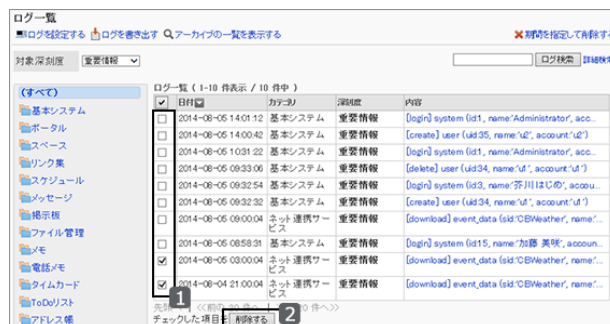 ログ一覧
ログを設定する ログを書き出す アーカイブの一覧を表示する 期間を指定して削除する
対象深刻度 重要情報 ログ検索 詳細検索
(すべて)
基本システム
ポータル
スペース
リンク集
スケジュール
メッセージ
掲示板
ファイル管理
メモ
電話メモ
タイムカード
ToDoリスト
アドレス帳
ログ一覧 ( 1-10 件表示 / 10 件中 )
日付 カテゴリ 深刻度 内容
2014-08-05 14:01:12 基本システム 重要情報 [login] system (id:1, name:'Administrator', acc...
2014-08-05 14:00:42 基本システム 重要情報 [create] user (uid:35, name:'u2', account:'u2')
2014-08-05 10:31:22 基本システム 重要情報 [login] system (id:1, name:'Administrator', acc...
2014-08-05 09:33:06 基本システム 重要情報 [delete] user (uid:34, name:'u1', account:'u1')
2014-08-05 09:32:54 基本システム 重要情報 [login] system (id:3, name:'芥川 はじめ', accou...
2014-08-05 09:32:32 基本システム 重要情報 [create] user (uid:34, name:'u1', account:'u1')
2014-08-05 09:00:04 ネット連携サービス 重要情報 [download] event_data (sid:'CBWeather', name:'...
2014-08-05 08:58:31 基本システム 重要情報 [login] system (id:15, name:'加藤 美咲', accoun...
2014-08-05 03:00:04 ネット連携サービス 重要情報 [download] event_data (sid:'CBWeather', name:'...
2014-08-04 21:00:04 ネット連携サービス 重要情報 [download] event_data (sid:'CBWeather', name:'...
1
先頭 <<前の 20 件へ | 20 件へ>>
チェックした項目を 削除する 2